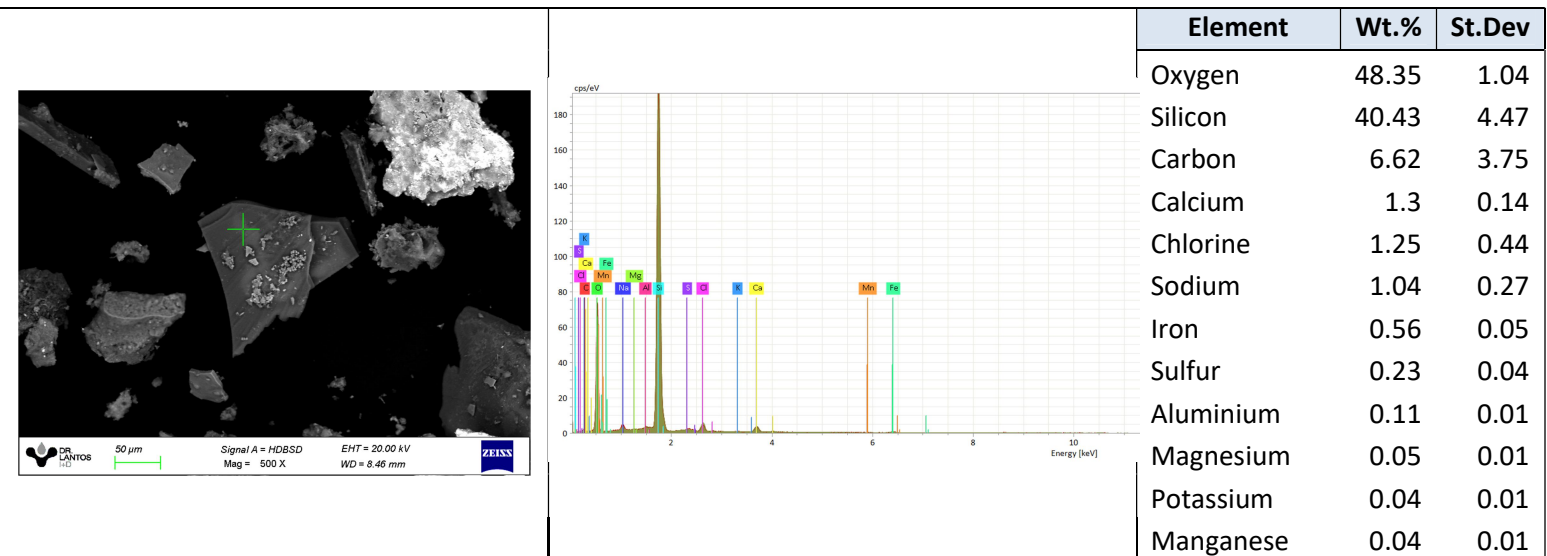 DR.
LANTOS
I+D
50 µm
Signal A = HDBSD
EHT = 20.00 kV
Mag = 500 X
WD = 8.46 mm
ZEISS
cps/eV
180
160
140
120
100
80
60
40
20
0
K
S
Ca Fe
Cl Mn Mg
C O Na Al Si S Cl K Ca Mn Fe
2 4 6 8 10
Energy [keV]
Element Wt.% St.Dev
Oxygen 48.35 1.04
Silicon 40.43 4.47
Carbon 6.62 3.75
Calcium 1.3 0.14
Chlorine 1.25 0.44
Sodium 1.04 0.27
Iron 0.56 0.05
Sulfur 0.23 0.04
Aluminium 0.11 0.01
Magnesium 0.05 0.01
Potassium 0.04 0.01
Manganese 0.04 0.01